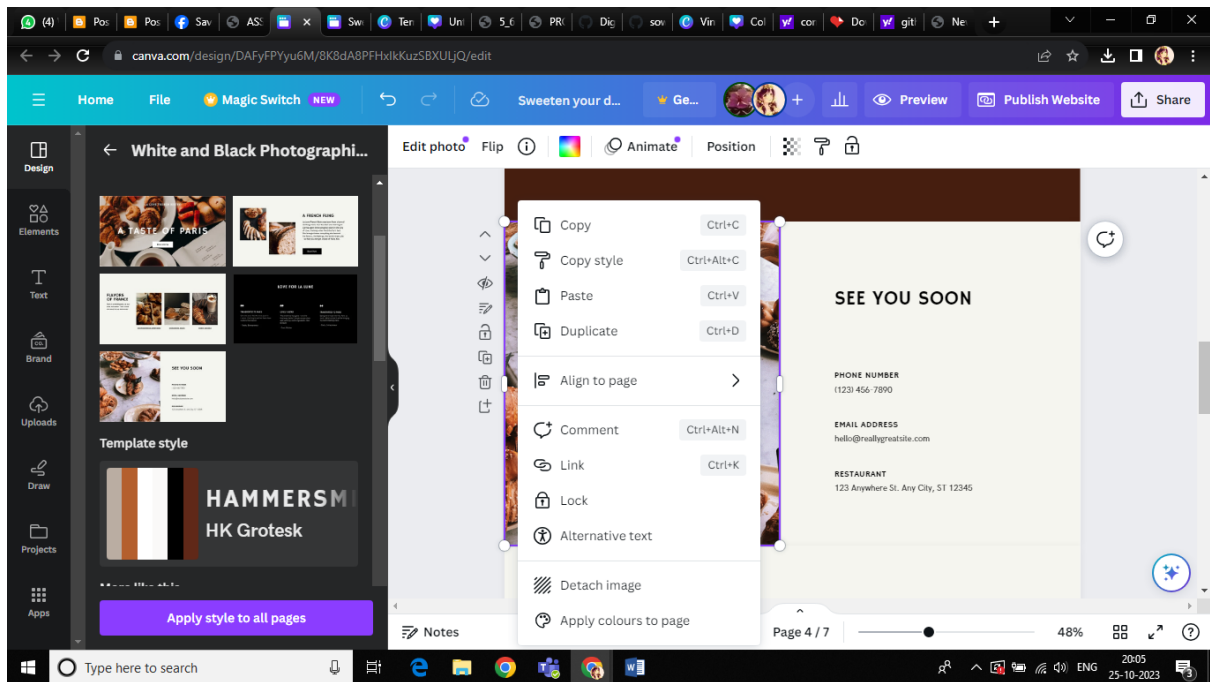 (4)
Pos
Pos
Sav
ASS
Sw
Ten
Unt
5_6
PR(
Dig
sov
Vin
Col
cor
Do
gitl
Ne
canva.com/design/DAFyFPYyu6M/8K8dA8PFHxIkKuzSBXULjQ/edit
Home
File
Magic Switch NEW
Sweeten your d...
Ge...
Preview
Publish Website
Share
Design
Elements
Text
Brand
Uploads
Draw
Projects
Apps
White and Black Photographi...
A TASTE OF PARIS
A FRENCH FLING
FLAVORS
OF FRANCE
LOVE FOR LA LUNE
SEE YOU SOON
Template style
HAMMERSMI
HK Grotesk
More like this
Apply style to all pages
Edit photo
Flip
Animate
Position
Copy Ctrl+C
Copy style Ctrl+Alt+C
Paste Ctrl+V
Duplicate Ctrl+D
Align to page
Comment Ctrl+Alt+N
Link Ctrl+K
Lock
Alternative text
Detach image
Apply colours to page
SEE YOU SOON
PHONE NUMBER
(123) 456-7890
EMAIL ADDRESS
hello@reallygreatsite.com
RESTAURANT
123 Anywhere St. Any City, ST 12345
Notes
Page 4 / 7
48%
Type here to search
ENG
20:05
25-10-2023
3